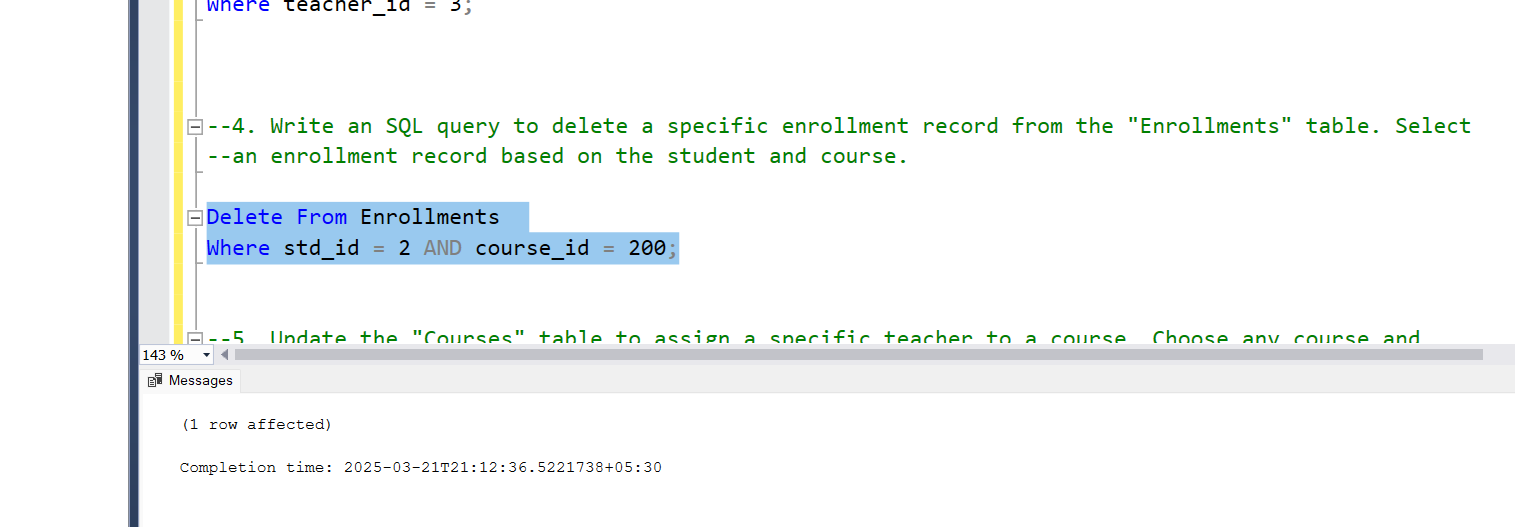 Where teacher_id = 3;
--4. Write an SQL query to delete a specific enrollment record from the "Enrollments" table. Select
--an enrollment record based on the student and course.
Delete From Enrollments
Where std_id = 2 AND course_id = 200;
--5. Update the "Courses" table to assign a specific teacher to a course. Choose any course and
143 %
Messages
(1 row affected)
Completion time: 2025-03-21T21:12:36.5221738+05:30